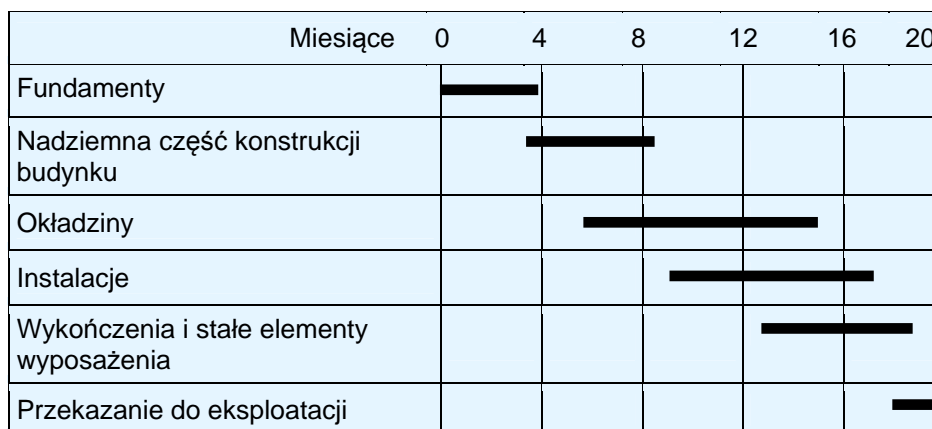 Miesiące 0 4 8 12 16 20
Fundamenty
Nadziemna część konstrukcji
budynku
Okładziny
Instalacje
Wykończenia i stałe elementy
wyposażenia
Przekazanie do eksploatacji